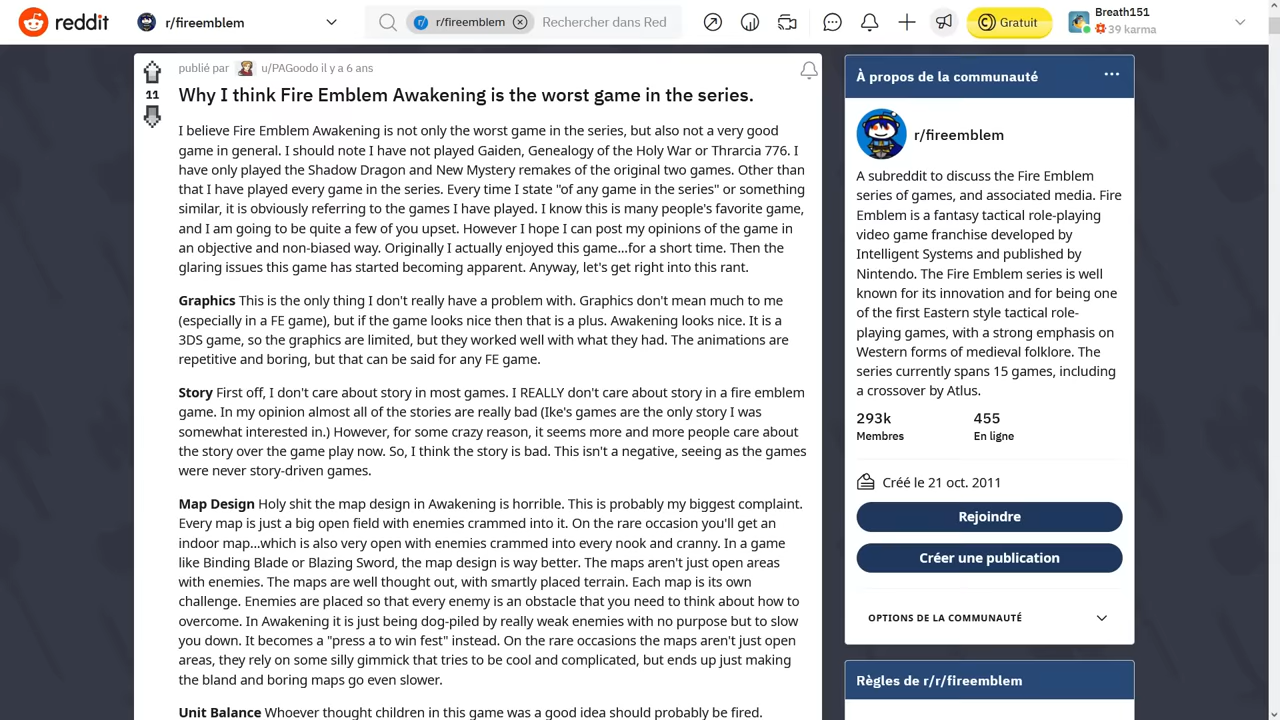 reddit
r/fireemblem
r/fireemblem
Rechercher dans Red
Gratuit
Breath151
39 karma
publié par u/PAGoodo il y a 6 ans
11
Why I think Fire Emblem Awakening is the worst game in the series.
I believe Fire Emblem Awakening is not only the worst game in the series, but also not a very good
game in general. I should note I have not played Gaiden, Genealogy of the Holy War or Thrarcia 776. I
have only played the Shadow Dragon and New Mystery remakes of the original two games. Other than
that I have played every game in the series. Every time I state "of any game in the series" or something
similar, it is obviously referring to the games I have played. I know this is many people's favorite game,
and I am going to be quite a few of you upset. However I hope I can post my opinions of the game in
an objective and non-biased way. Originally I actually enjoyed this game...for a short time. Then the
glaring issues this game has started becoming apparent. Anyway, let's get right into this rant.
Graphics This is the only thing I don't really have a problem with. Graphics don't mean much to me
(especially in a FE game), but if the game looks nice then that is a plus. Awakening looks nice. It is a
3DS game, so the graphics are limited, but they worked well with what they had. The animations are
repetitive and boring, but that can be said for any FE game.
Story First off, I don't care about story in most games. I REALLY don't care about story in a fire emblem
game. In my opinion almost all of the stories are really bad (Ike's games are the only story I was
somewhat interested in.) However, for some crazy reason, it seems more and more people care about
the story over the game play now. So, I think the story is bad. This isn't a negative, seeing as the games
were never story-driven games.
Map Design Holy shit the map design in Awakening is horrible. This is probably my biggest complaint.
Every map is just a big open field with enemies crammed into it. On the rare occasion you'll get an
indoor map...which is also very open with enemies crammed into every nook and cranny. In a game
like Binding Blade or Blazing Sword, the map design is way better. The maps aren't just open areas
with enemies. The maps are well thought out, with smartly placed terrain. Each map is its own
challenge. Enemies are placed so that every enemy is an obstacle that you need to think about how to
overcome. In Awakening it is just being dog-piled by really weak enemies with no purpose but to slow
you down. It becomes a "press a to win fest" instead. On the rare occasions the maps aren't just open
areas, they rely on some silly gimmick that tries to be cool and complicated, but ends up just making
the bland and boring maps go even slower.
Unit Balance Whoever thought children in this game was a good idea should probably be fired.
À propos de la communauté
r/fireemblem
A subreddit to discuss the Fire Emblem
series of games, and associated media. Fire
Emblem is a fantasy tactical role-playing
video game franchise developed by
Intelligent Systems and published by
Nintendo. The Fire Emblem series is well
known for its innovation and for being one
of the first Eastern style tactical role-
playing games, with a strong emphasis on
Western forms of medieval folklore. The
series currently spans 15 games, including
a crossover by Atlus.
293k 455
Membres En ligne
Créé le 21 oct. 2011
Rejoindre
Créer une publication
OPTIONS DE LA COMMUNAUTÉ
Règles de r/r/fireemblem